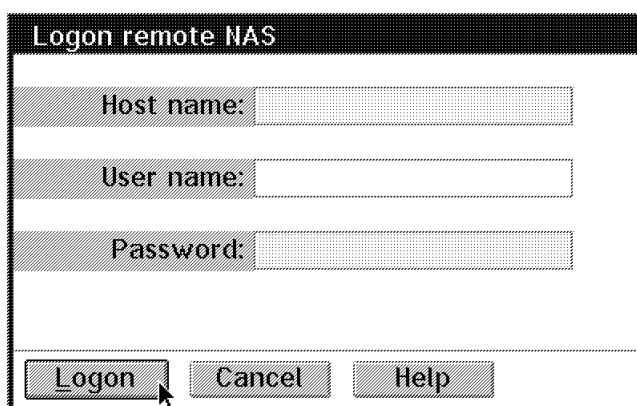 Logon remote NAS
Host name:
User name:
Password:
Logon Cancel Help